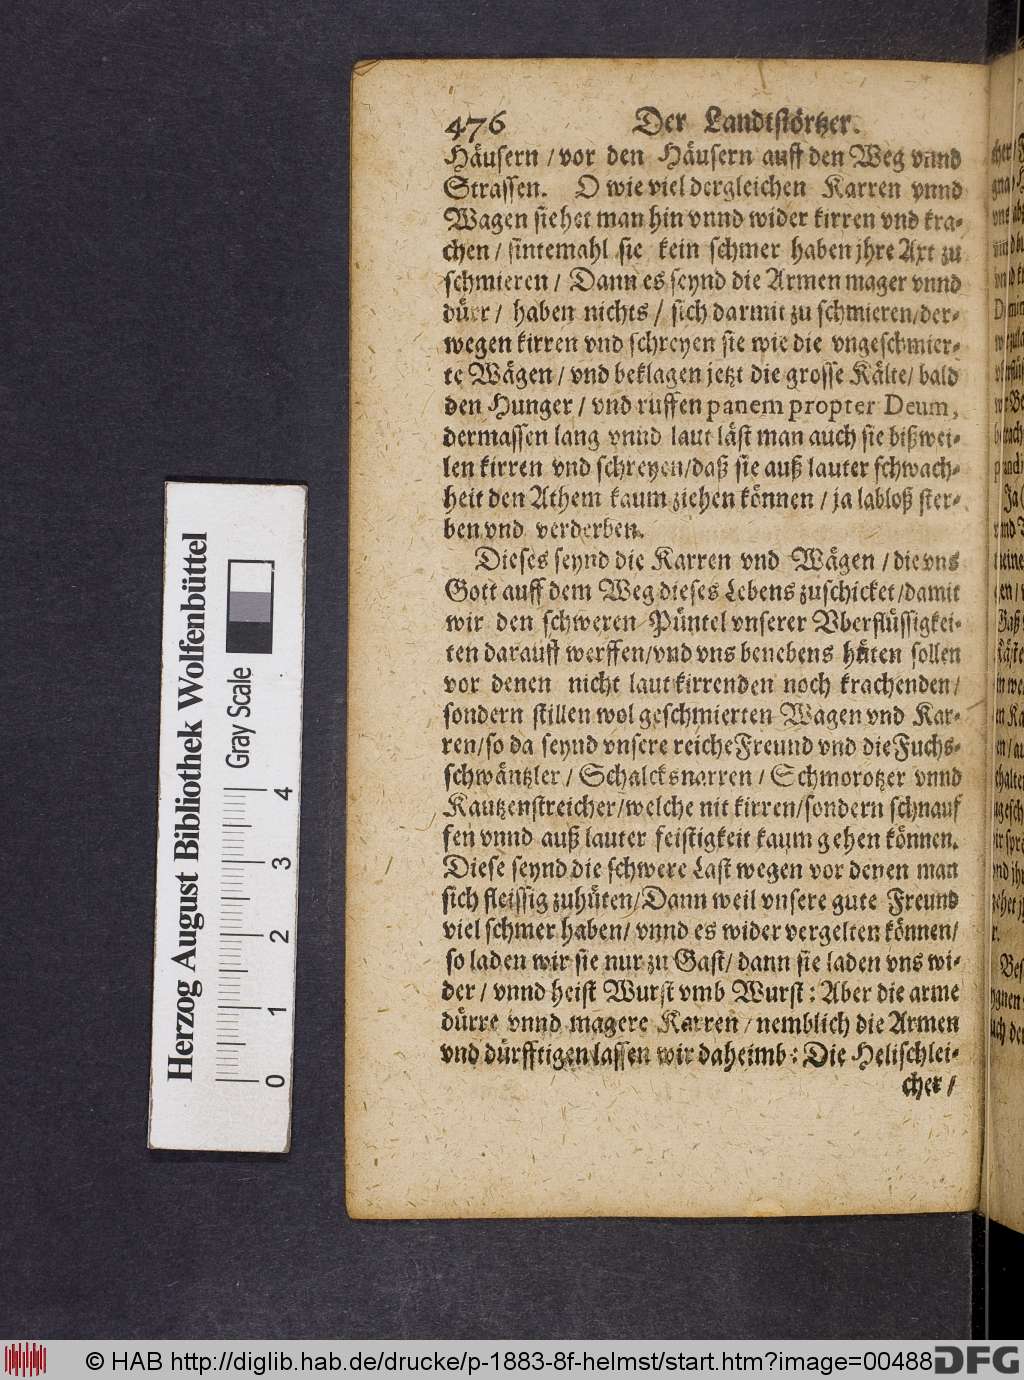 476 Der Landtstörtzer.
Häusern / vor den Häusern auff den Weg vnnd
Strassen. O wie viel dergleichen Karren vnnd
Wagen siehet man hin vnnd wider kirren vnd kra-
chen / sintemahl sie kein schmer haben jhre Axt zu
schmieren / Dann es seynd die Armen mager vnnd
dürr / haben nichts / sich darmit zu schmieren / der-
wegen kirren vnd schreyen sie wie die vngeschmier-
te Wägen / vnd beklagen jetzt die grosse Kälte / bald
den Hunger / vnd ruffen panem propter Deum,
dermassen lang vnnd laut läst man auch sie bißwei-
len kirren vnd schreyen / daß sie auß lauter schwach-
heit den Athem kaum ziehen können / ja labloß ster-
ben vnd verderben.
Dieses seynd die Karren vnd Wägen / die vns
Gott auff dem Weg dieses Lebens zuschicket / damit
wir den schweren Püntel vnserer Vberflüssigkei-
ten darauff werffen / vnd vns benebens hüten sollen
vor denen nicht laut kirrenden noch krachenden /
sondern stillen wol geschmierten Wagen vnd Kar-
ren / so da seynd vnsere reiche Freund vnd die Fuchs-
schwäntzler / Schalcksnarren / Schmorotzer vnnd
Kautzenstreicher / welche nit kirren / sondern schnauf
fen vnnd auß lauter feistigkeit kaum gehen können.
Diese seynd die schwere Last wegen vor denen man
sich fleissig zuhüten / Dann weil vnsere gute Freund
viel schmer haben / vnnd es wider vergelten können /
so laden wir sie nur zu Gast / dann sie laden vns wi-
der / vnnd heist Wurst vmb Wurst : Aber die arme
dürre vnnd magere Karren / nemblich die Armen
vnd dürfftigen lassen wir daheimb : Die Helischlei-
cher /
Herzog August Bibliothek Wolfenbüttel
Gray Scale
0 1 2 3 4
© HAB http://diglib.hab.de/drucke/p-1883-8f-helmst/start.htm?image=00488
DFG